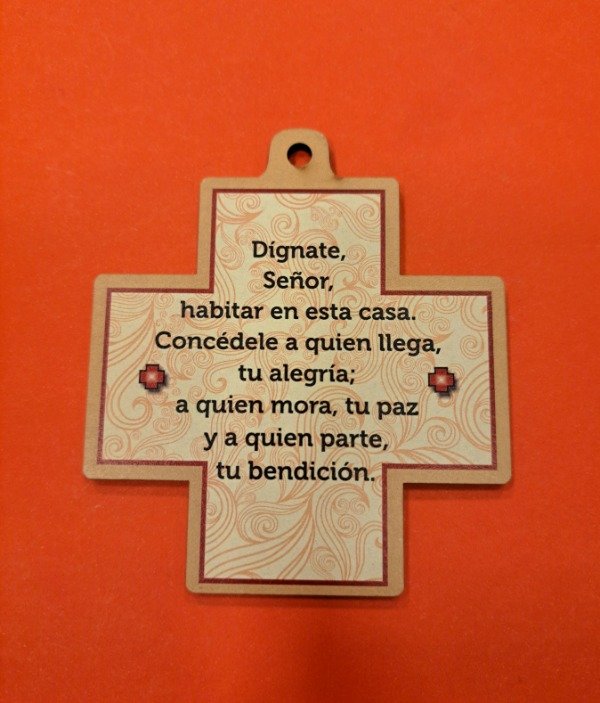 Dígnate,
Señor,
habitar en esta casa.
Concédele a quien llega,
tu alegría;
a quien mora, tu paz
y a quien parte,
tu bendición.